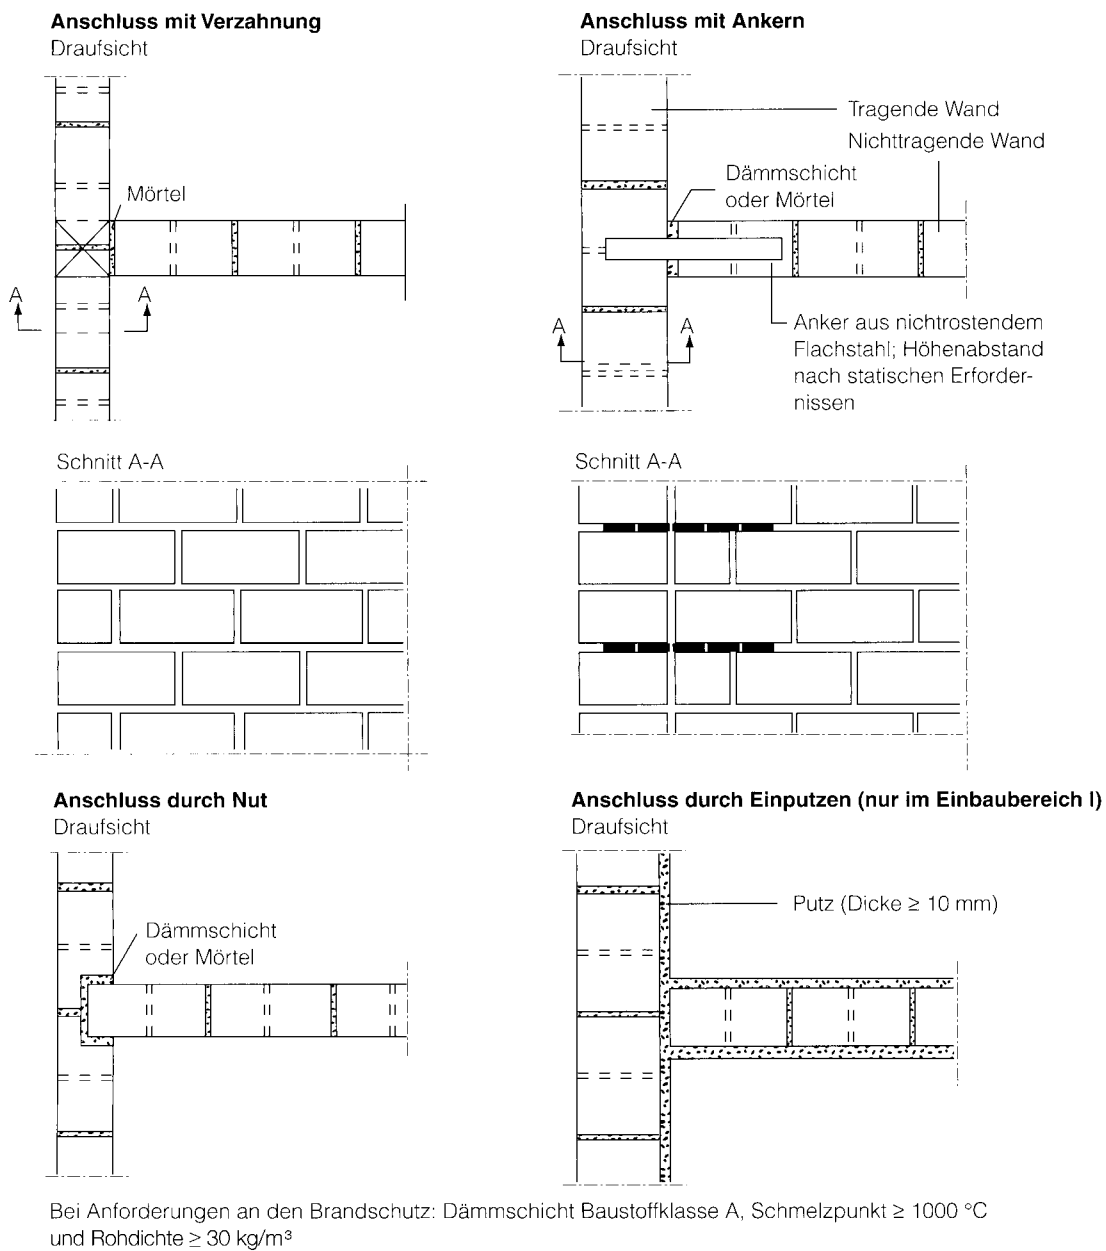 Anschluss mit Verzahnung
Draufsicht
Mörtel
A
A
Schnitt A-A
Anschluss mit Ankern
Draufsicht
Tragende Wand
Nichttragende Wand
Dämmschicht
oder Mörtel
A
A
Anker aus nichtrostendem
Flachstahl; Höhenabstand
nach statischen Erforder-
nissen
Schnitt A-A
Anschluss durch Nut
Draufsicht
Dämmschicht
oder Mörtel
Anschluss durch Einputzen (nur im Einbaubereich I)
Draufsicht
Putz (Dicke ≥ 10 mm)
Bei Anforderungen an den Brandschutz: Dämmschicht Baustoffklasse A, Schmelzpunkt ≥ 1000 °C
und Rohdichte ≥ 30 kg/m³